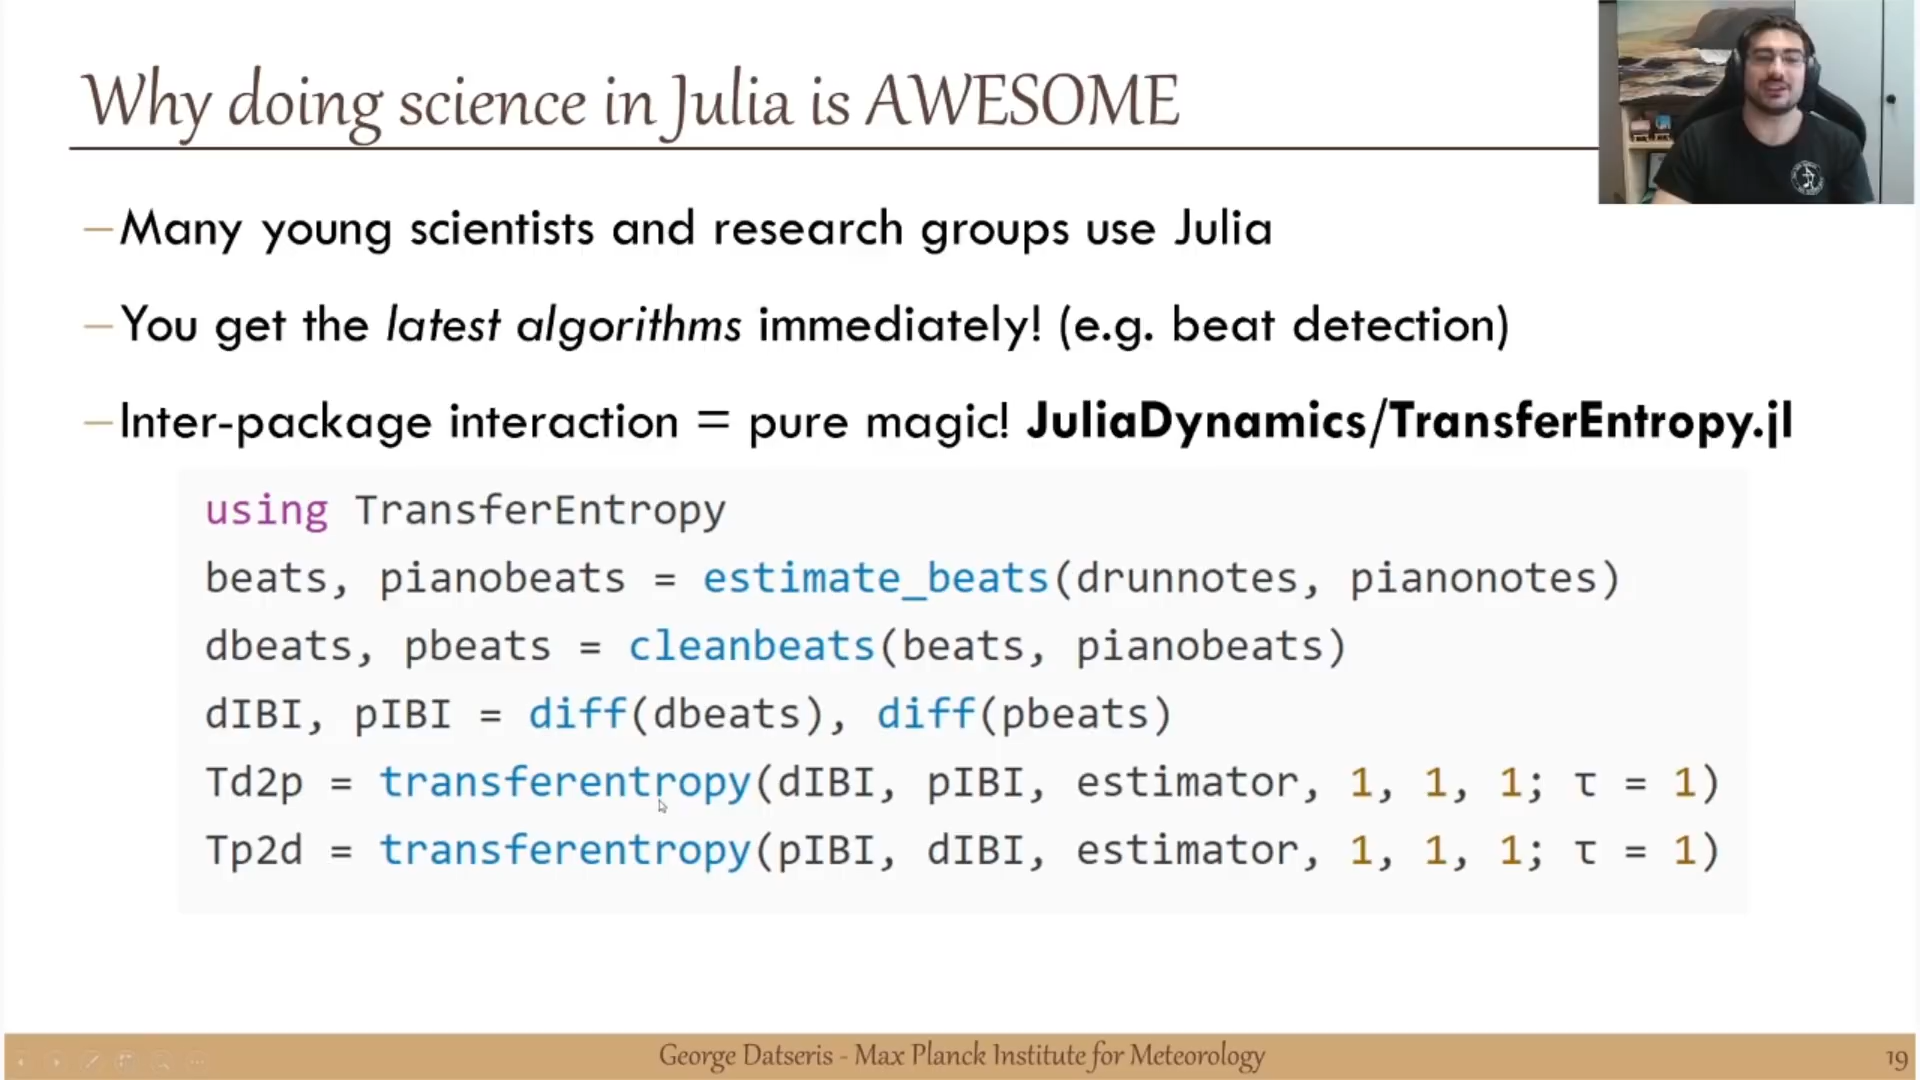 Why doing science in Julia is AWESOME
–Many young scientists and research groups use Julia
–You get the latest algorithms immediately! (e.g. beat detection)
–Inter-package interaction = pure magic! JuliaDynamics/TransferEntropy.jl
using TransferEntropy
beats, pianobeats = estimate_beats(drunnotes, pianonotes)
dbeats, pbeats = cleanbeats(beats, pianobeats)
dIBI, pIBI = diff(dbeats), diff(pbeats)
Td2p = transferentropy(dIBI, pIBI, estimator, 1, 1, 1; τ = 1)
Tp2d = transferentropy(pIBI, dIBI, estimator, 1, 1, 1; τ = 1)
George Datseris - Max Planck Institute for Meteorology
19